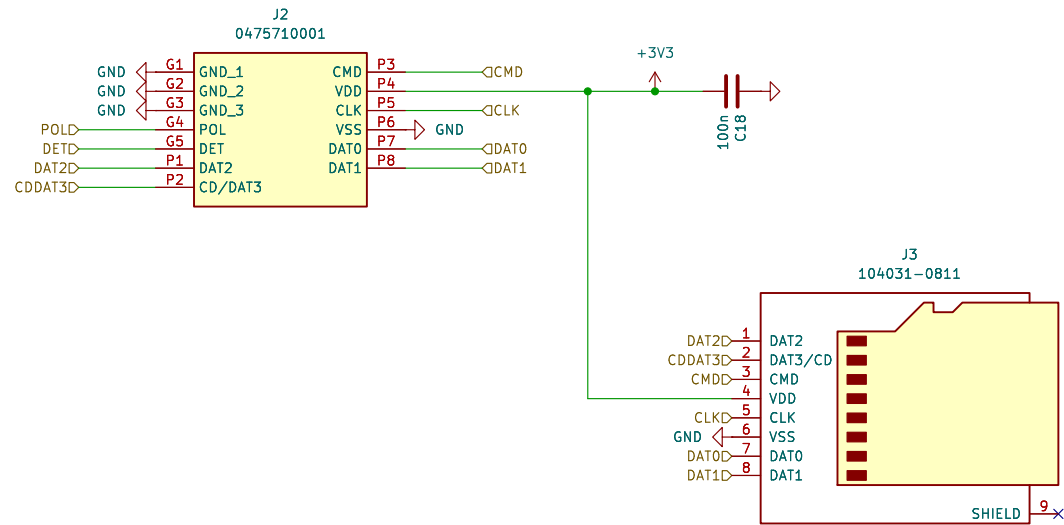 J2
0475710001
GND G1 GND_1
GND G2 GND_2
GND G3 GND_3
POL G4 POL
DET G5 DET
DAT2 P1 DAT2
CDDAT3 P2 CD/DAT3
CMD P3 CMD
VDD P4
CLK P5 CLK
VSS P6 GND
DAT0 P7 DAT0
DAT1 P8 DAT1
+3V3
100n
C18
J3
104031-0811
DAT2 1 DAT2
CDDAT3 2 DAT3/CD
CMD 3 CMD
4 VDD
CLK 5 CLK
GND 6 VSS
DAT0 7 DAT0
DAT1 8 DAT1
SHIELD 9